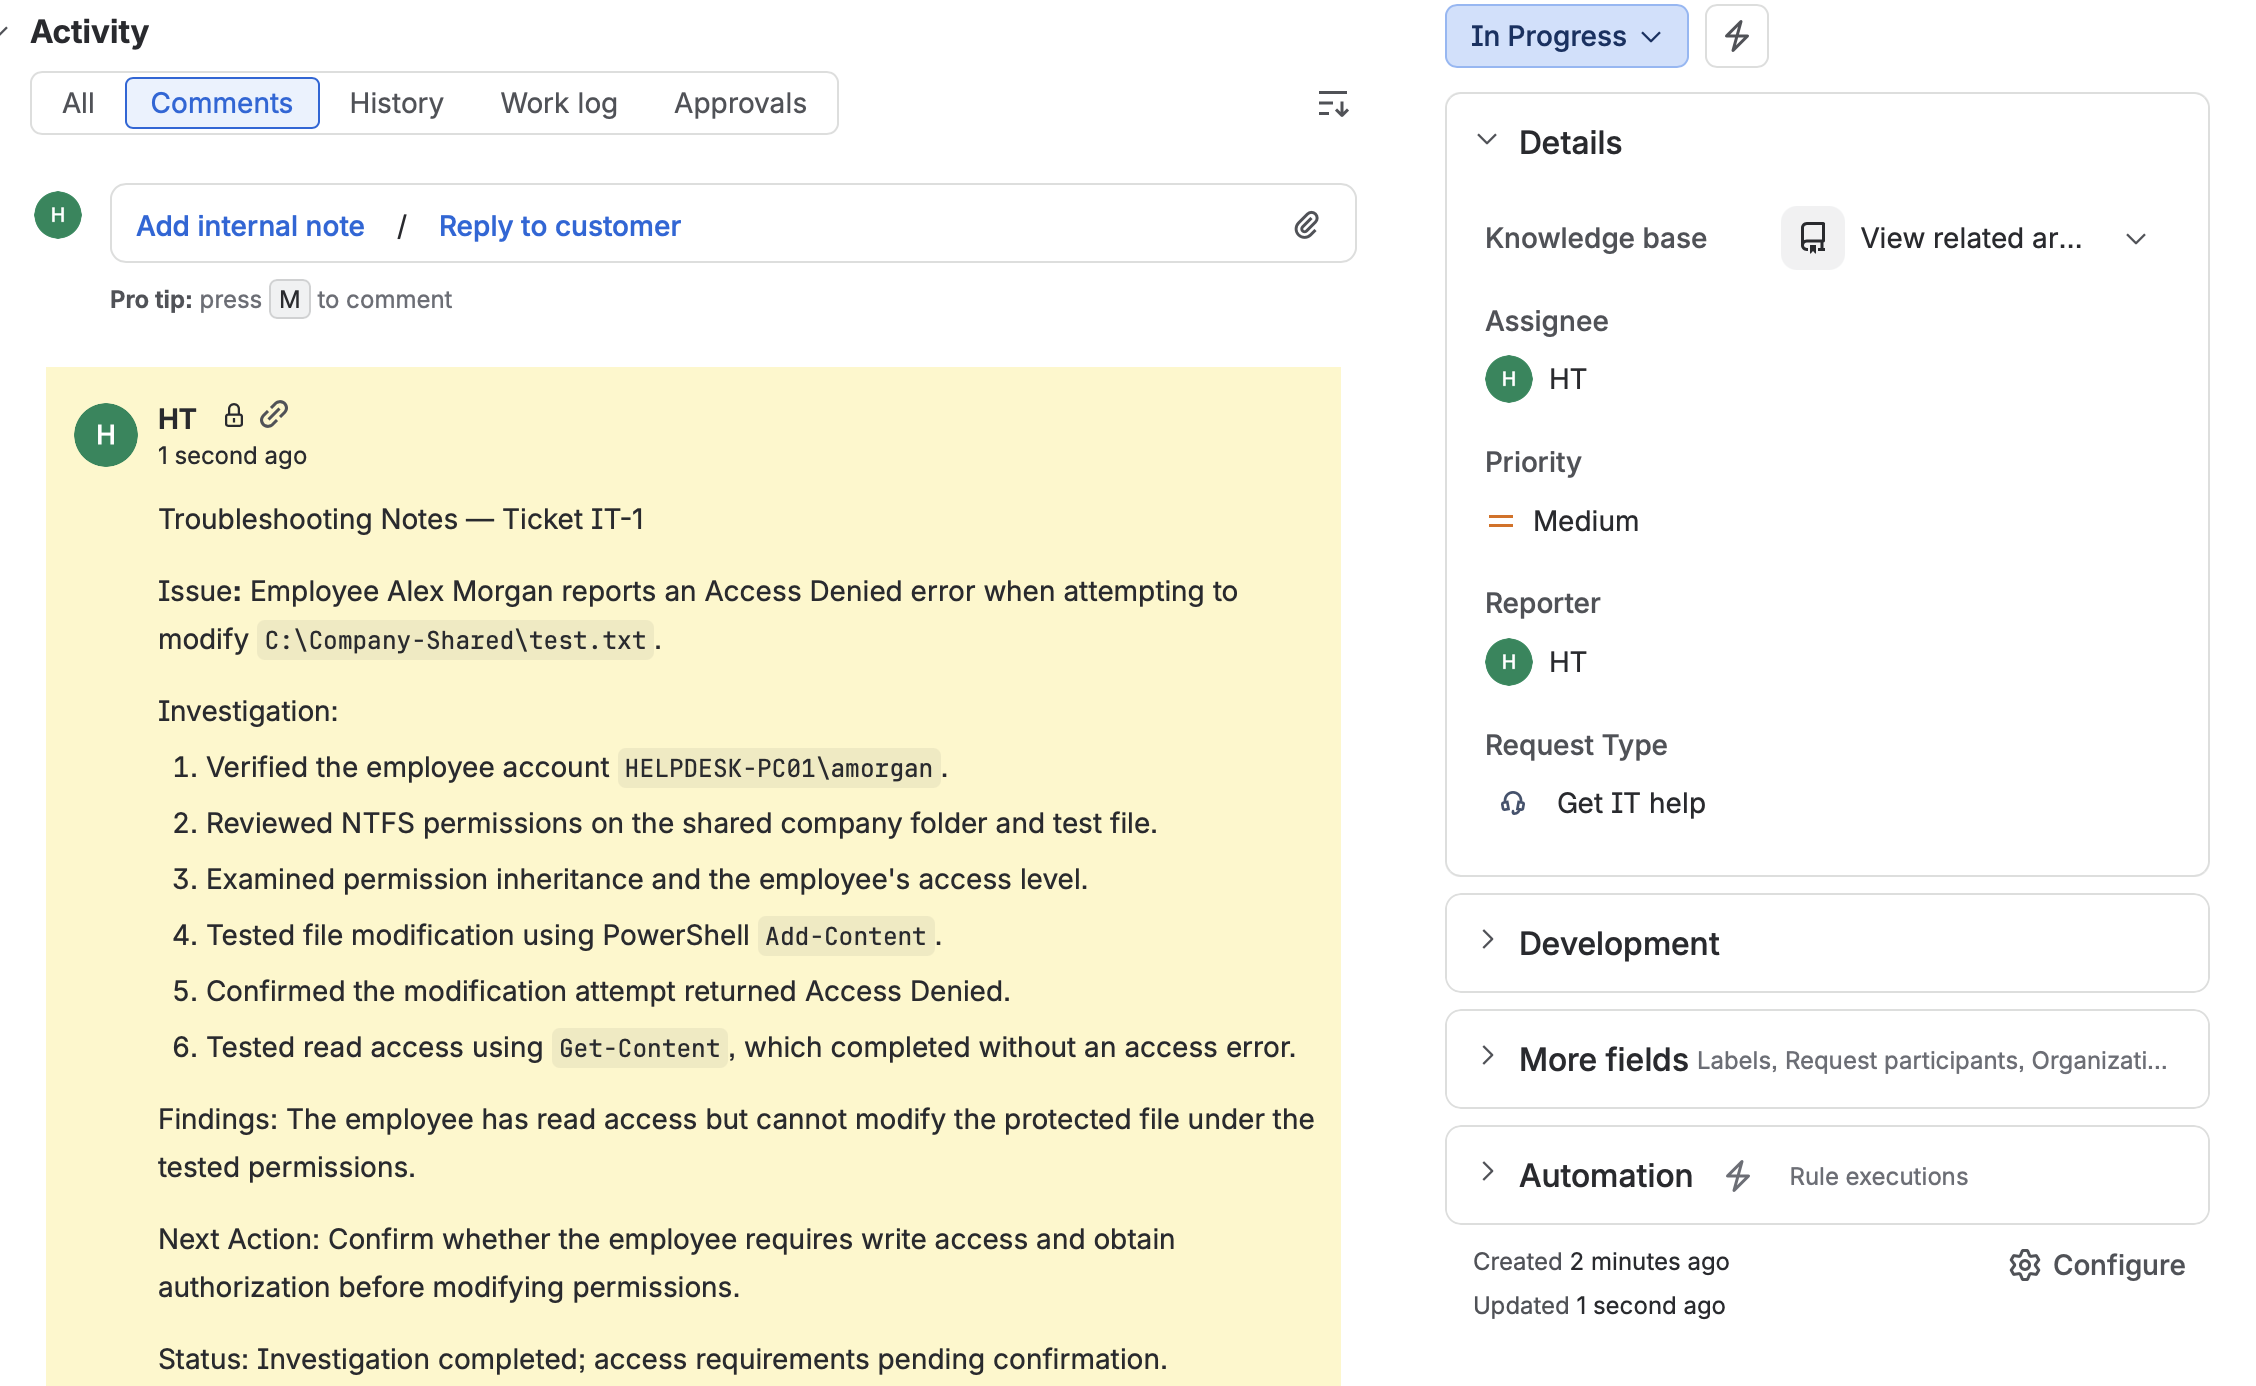 Activity
All
Comments
History
Work log
Approvals
H
Add internal note / Reply to customer
Pro tip: press M to comment
H
HT
1 second ago
Troubleshooting Notes — Ticket IT-1
Issue: Employee Alex Morgan reports an Access Denied error when attempting to
modify C:\Company-Shared\test.txt.
Investigation:
1. Verified the employee account HELPDESK-PC01\amorgan.
2. Reviewed NTFS permissions on the shared company folder and test file.
3. Examined permission inheritance and the employee's access level.
4. Tested file modification using PowerShell Add-Content.
5. Confirmed the modification attempt returned Access Denied.
6. Tested read access using Get-Content, which completed without an access error.
Findings: The employee has read access but cannot modify the protected file under the
tested permissions.
Next Action: Confirm whether the employee requires write access and obtain
authorization before modifying permissions.
Status: Investigation completed; access requirements pending confirmation.
In Progress
Details
Knowledge base
View related ar...
Assignee
H
HT
Priority
Medium
Reporter
H
HT
Request Type
Get IT help
Development
More fields Labels, Request participants, Organizati...
Automation
Rule executions
Created 2 minutes ago
Configure
Updated 1 second ago